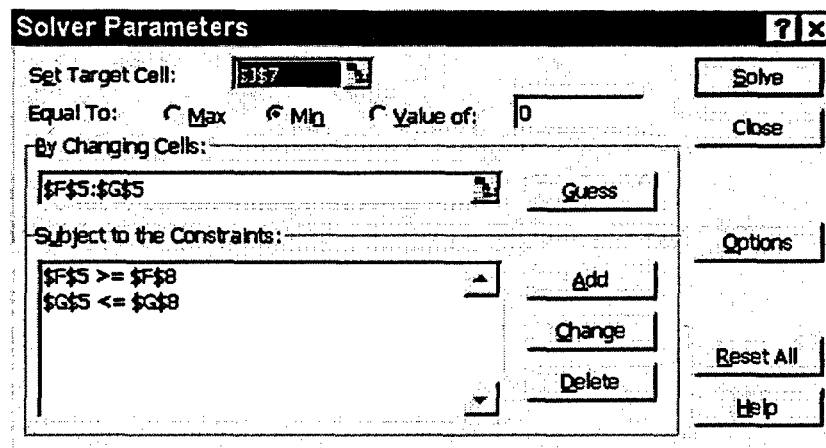 Solver Parameters ? x
Set Target Cell: $J$7 Solve
Equal To: Max Min Value of: 0
Close
By Changing Cells:
$F$5:$G$5 Guess
Subject to the Constraints: Options
$F$5 >= $F$8 Add
$G$5 <= $G$8
Change
Reset All
Delete
Help